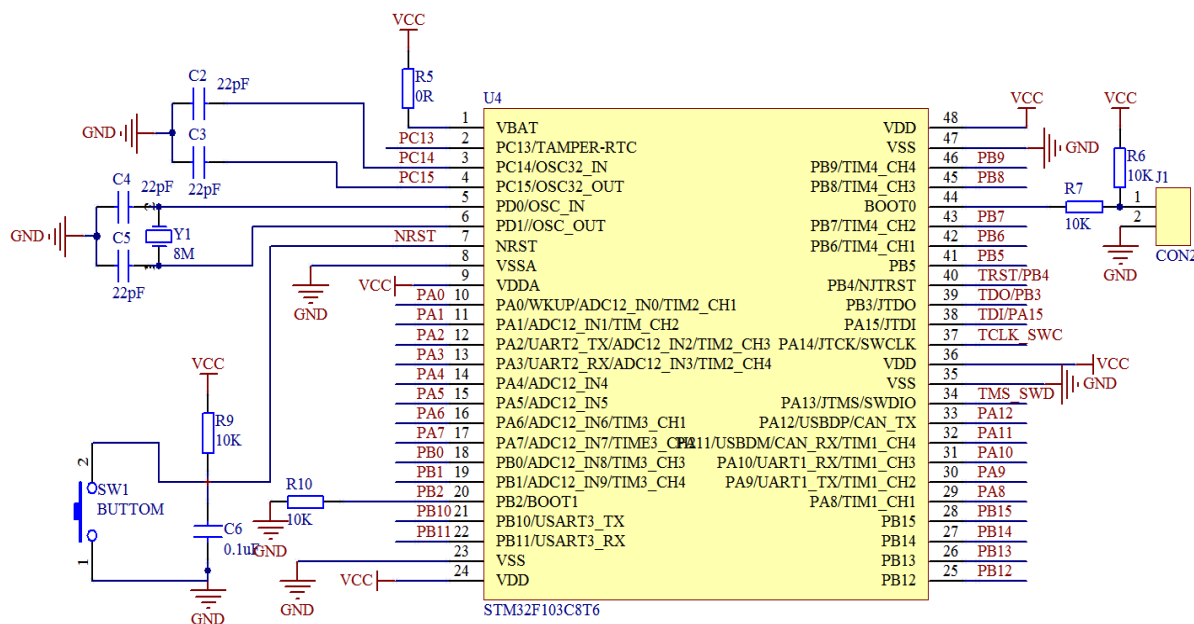 VCC
R5
0R
C2
22pF
GND
C3
22pF
C4
22pF
GND
C5
22pF
Y1
8M
PC13
PC14
PC15
NRST
GND
VCC
PA0
PA1
PA2
PA3
PA4
PA5
PA6
PA7
PB0
PB1
PB2
PB10
PB11
VCC
R9
10K
2
SW1
BUTTOM
1
C6
0.1uF
GND
R10
10K
GND
GND
VCC
U4
1 VBAT
2 PC13/TAMPER-RTC
3 PC14/OSC32_IN
4 PC15/OSC32_OUT
5 PD0/OSC_IN
6 PD1//OSC_OUT
7 NRST
8 VSSA
9 VDDA
10 PA0/WKUP/ADC12_IN0/TIM2_CH1
11 PA1/ADC12_IN1/TIM_CH2
12 PA2/UART2_TX/ADC12_IN2/TIM2_CH3
13 PA3/UART2_RX/ADC12_IN3/TIM2_CH4
14 PA4/ADC12_IN4
15 PA5/ADC12_IN5
16 PA6/ADC12_IN6/TIM3_CH1
17 PA7/ADC12_IN7/TIME3_CH2
18 PB0/ADC12_IN8/TIM3_CH3
19 PB1/ADC12_IN9/TIM3_CH4
20 PB2/BOOT1
21 PB10/USART3_TX
22 PB11/USART3_RX
23 VSS
24 VDD
VDD 48
VSS 47
PB9/TIM4_CH4 46
PB8/TIM4_CH3 45
BOOT0 44
PB7/TIM4_CH2 43
PB6/TIM4_CH1 42
PB5 41
PB4/NJTRST 40
PB3/JTDO 39
PA15/JTDI 38
PA14/JTCK/SWCLK 37
VDD 36
VSS 35
PA13/JTMS/SWDIO 34
PA12/USBDP/CAN_TX 33
PA11/USBDM/CAN_RX/TIM1_CH4 32
PA10/UART1_RX/TIM1_CH3 31
PA9/UART1_TX/TIM1_CH2 30
PA8/TIM1_CH1 29
PB15 28
PB14 27
PB13 26
PB12 25
STM32F103C8T6
VCC
GND
PB9
PB8
PB7
PB6
PB5
TRST/PB4
TDO/PB3
TDI/PA15
TCLK_SWC
VCC
GND
TMS_SWD
PA12
PA11
PA10
PA9
PA8
PB15
PB14
PB13
PB12
VCC
R6
10K
R7
10K
J1
1
2
CON2
GND